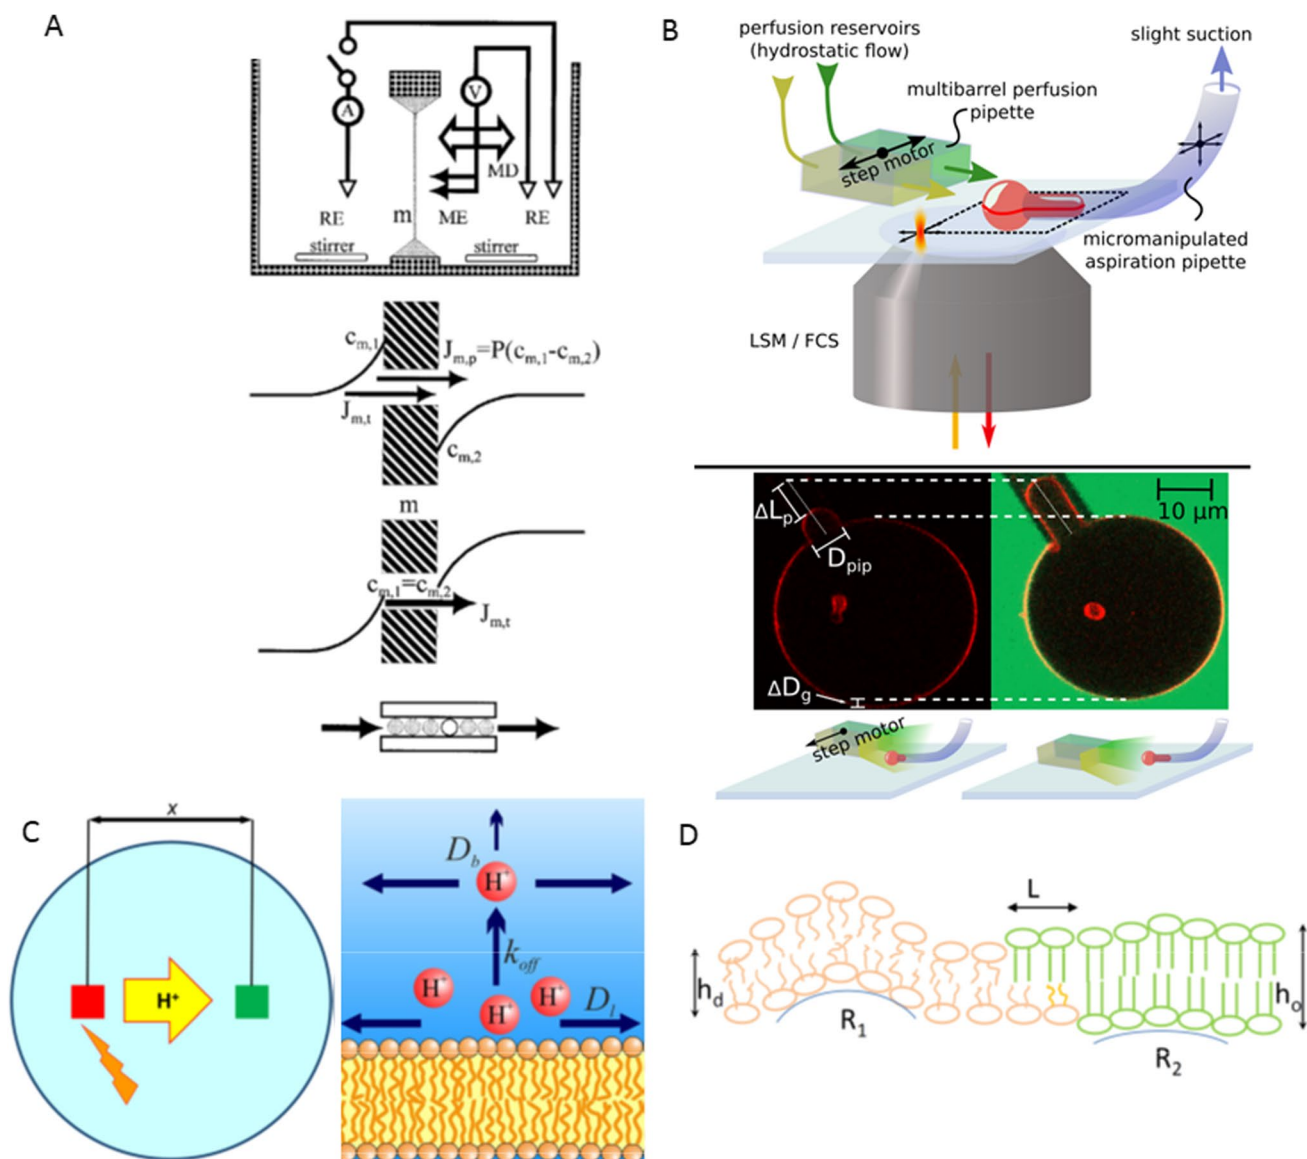 A
A
V
MD
RE
m
ME
RE
stirrer
stirrer
c_m,1
J_m,p=P(c_m,1-c_m,2)
J_m,t
c_m,2
m
c_m,1=c_m,2
J_m,t
B
perfusion reservoirs
(hydrostatic flow)
slight suction
multibarrel perfusion
pipette
step motor
micromanipulated
aspiration pipette
LSM / FCS
ΔL_p
D_pip
10 μm
ΔD_g
step motor
C
x
H⁺
D_b
H⁺
k_off
H⁺
H⁺
H⁺
D_l
D
L
h_d
h_o
R_1
R_2